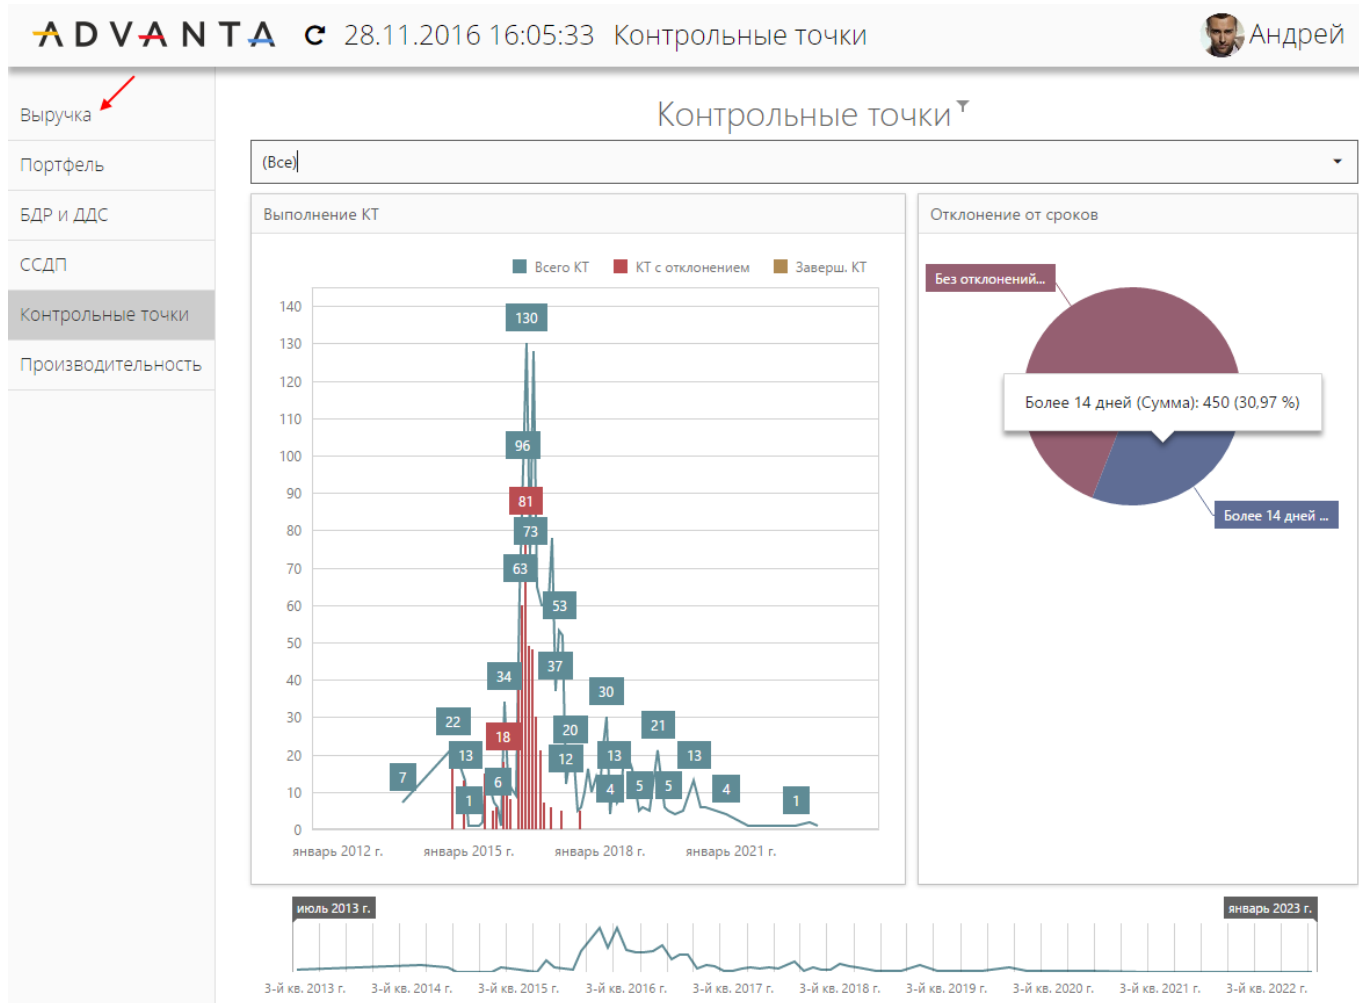 ADVANTA 28.11.2016 16:05:33 Контрольные точки Андрей
Выручка
Портфель
БДР и ДДС
ССДП
Контрольные точки
Производительность
Контрольные точки
(Все)
Выполнение КТ
Всего КТ КТ с отклонением Заверш. КТ
140
130
120
110
100
90
80
70
60
50
40
30
20
10
0
130
96
81
73
63
53
37
34
30
22
18
20
21
13
12
13
13
7
6
1
4
5
5
4
1
январь 2012 г. январь 2015 г. январь 2018 г. январь 2021 г.
Отклонение от сроков
Без отклонений...
Более 14 дней (Сумма): 450 (30,97 %)
Более 14 дней ...
июль 2013 г. январь 2023 г.
3-й кв. 2013 г. 3-й кв. 2014 г. 3-й кв. 2015 г. 3-й кв. 2016 г. 3-й кв. 2017 г. 3-й кв. 2018 г. 3-й кв. 2019 г. 3-й кв. 2020 г. 3-й кв. 2021 г. 3-й кв. 2022 г.